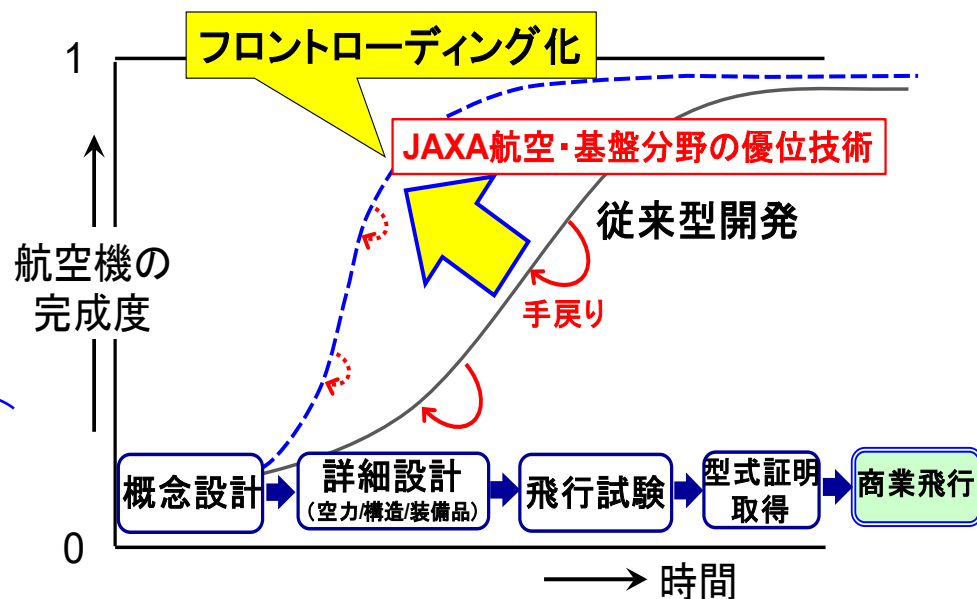 フロントローディング化
1
JAXA航空・基盤分野の優位技術
従来型開発
航空機の
完成度
手戻り
概念設計
詳細設計
(空力/構造/装備品)
飛行試験
型式証明
取得
商業飛行
0
時間